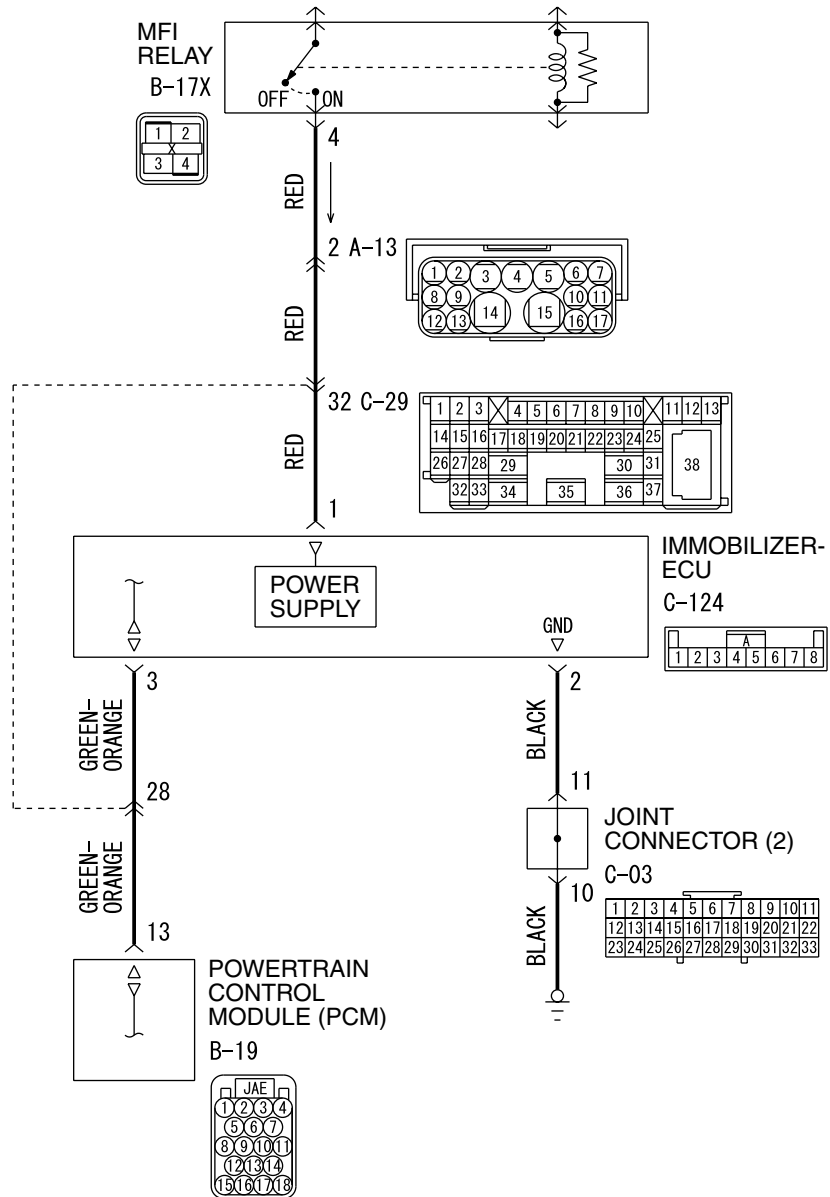 MFI
RELAY
B-17X
OFF ON
1 2
X
3 4
4
RED
2 A-13
1 2 3 4 5 6 7
8 9 14 15 10 11
12 13 16 17
RED
32 C-29
1 2 3 4 5 6 7 8 9 10 11 12 13
14 15 16 17 18 19 20 21 22 23 24 25
26 27 28 29 30 31 38
32 33 34 35 36 37
RED
1
IMMOBILIZER-
ECU
C-124
A
1 2 3 4 5 6 7 8
POWER
SUPPLY
GND
3
2
GREEN-
ORANGE
BLACK
28
11
JOINT
CONNECTOR (2)
C-03
1 2 3 4 5 6 7 8 9 10 11
12 13 14 15 16 17 18 19 20 21 22
23 24 25 26 27 28 29 30 31 32 33
10
BLACK
GREEN-
ORANGE
13
POWERTRAIN
CONTROL
MODULE (PCM)
B-19
JAE
1 2 3 4
5 6 7
8 9 10 11
12 13 14
15 16 17 18